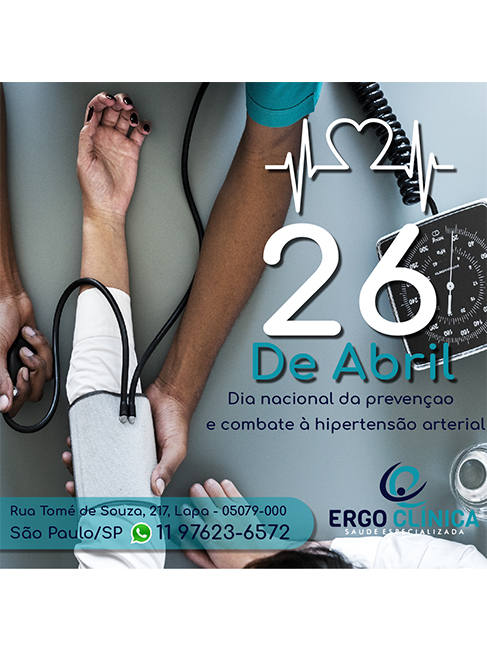 26
De Abril
Dia nacional da prevençao
e combate à hipertensão arterial
Rua Tomé de Souza, 217, Lapa - 05079-000
São Paulo/SP 11 97623-6572
ERGO CLÍNICA
SAÚDE ESPECIALIZADA